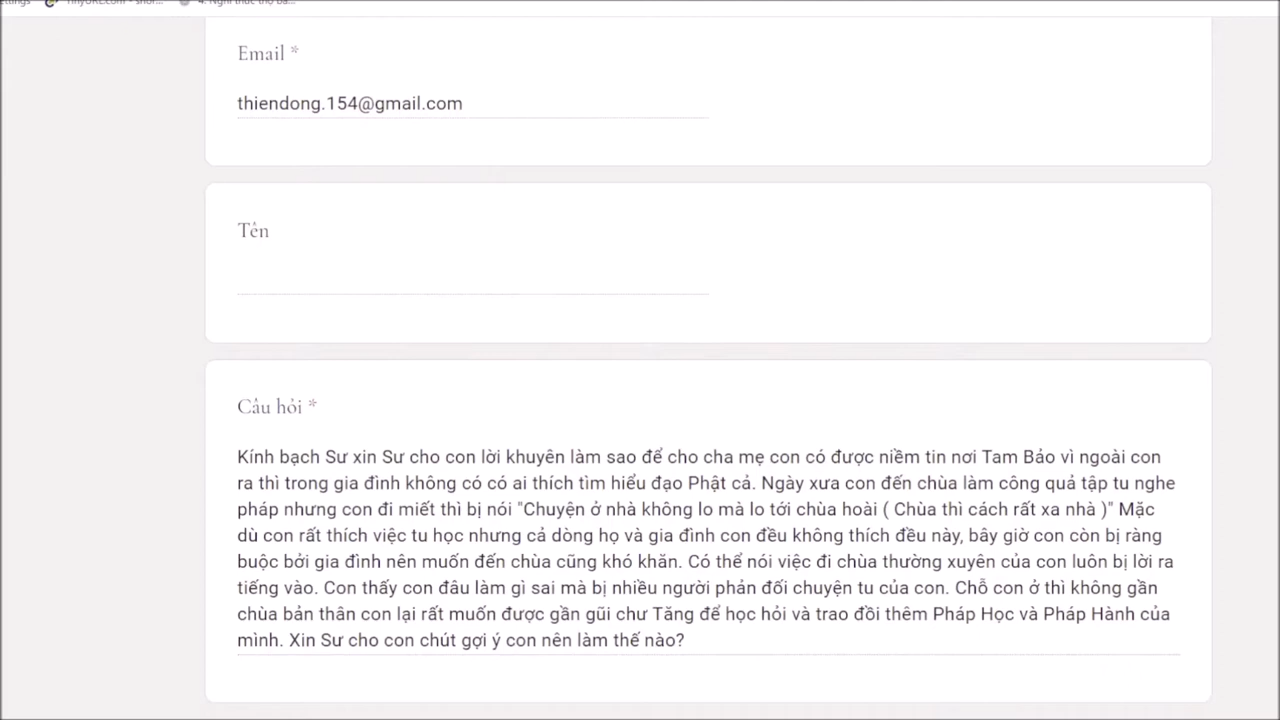 Email *
thiendong.154@gmail.com
Tên
Câu hỏi *
Kính bạch Sư xin Sư cho con lời khuyên làm sao để cho cha mẹ con có được niềm tin nơi Tam Bảo vì ngoài con
ra thì trong gia đình không có có ai thích tìm hiểu đạo Phật cả. Ngày xưa con đến chùa làm công quả tập tu nghe
pháp nhưng con đi miết thì bị nói "Chuyện ở nhà không lo mà lo tới chùa hoài ( Chùa thì cách rất xa nhà )" Mặc
dù con rất thích việc tu học nhưng cả dòng họ và gia đình con đều không thích đều này, bây giờ con còn bị ràng
buộc bởi gia đình nên muốn đến chùa cũng khó khăn. Có thể nói việc đi chùa thường xuyên của con luôn bị lời ra
tiếng vào. Con thấy con đâu làm gì sai mà bị nhiều người phản đối chuyện tu của con. Chỗ con ở thì không gần
chùa bản thân con lại rất muốn được gần gũi chư Tăng để học hỏi và trao đồi thêm Pháp Học và Pháp Hành của
mình. Xin Sư cho con chút gợi ý con nên làm thế nào?